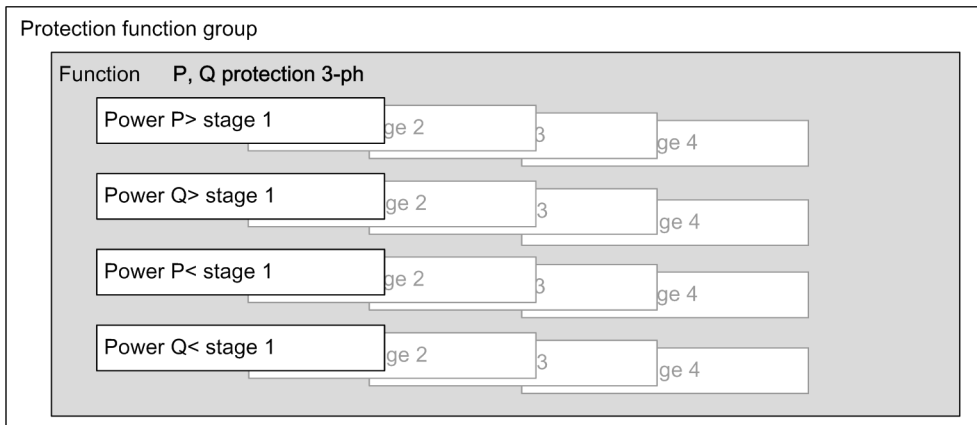 Protection function group
Function P, Q protection 3-ph
Power P> stage 1 ge 2 3 ge 4
Power Q> stage 1 ge 2 3 ge 4
Power P< stage 1 ge 2 3 ge 4
Power Q< stage 1 ge 2 3 ge 4